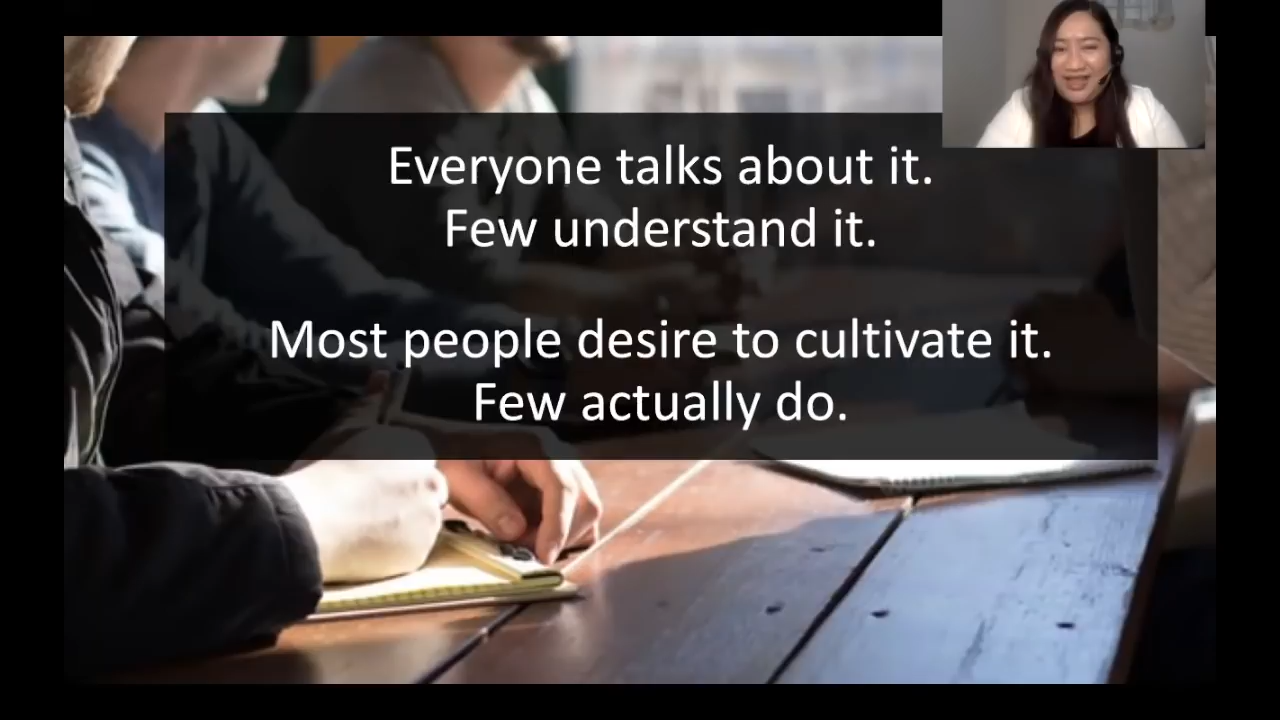 Everyone talks about it.
Few understand it.
Most people desire to cultivate it.
Few actually do.